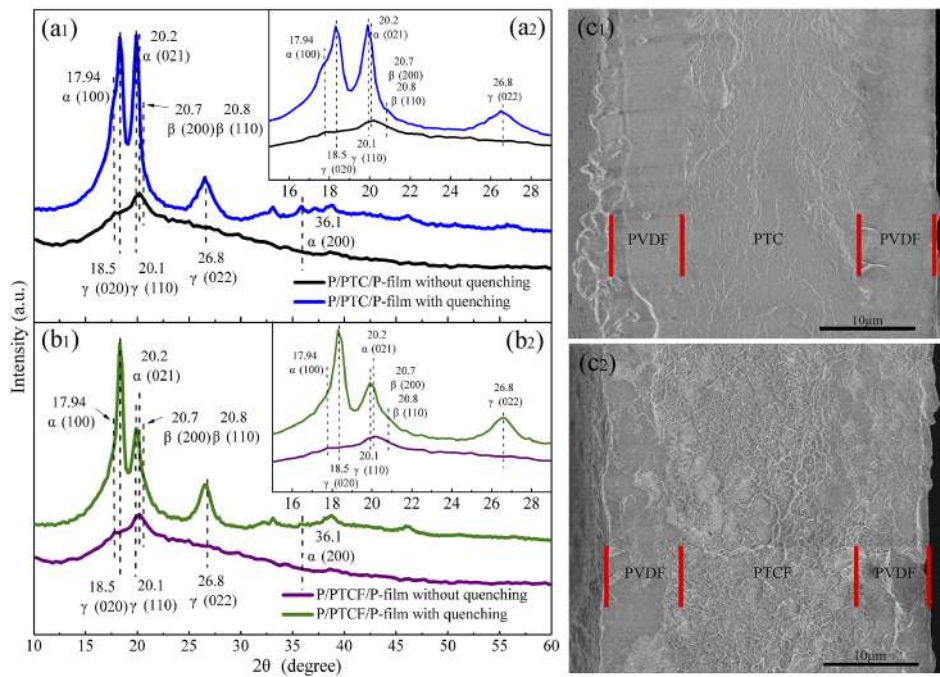 (a1)
17.94
α (100)
20.2
α (021)
20.7 20.8
β (200) β (110)
36.1
α (200)
18.5
γ (020)
20.1
γ (110)
26.8
γ (022)
P/PTC/P-film without quenching
P/PTC/P-film with quenching
(a2)
17.94
α (100)
20.2
α (021)
20.7
β (200)
20.8
β (110)
26.8
γ (022)
18.5
γ (020)
20.1
γ (110)
16 18 20 22 24 26 28
(b1)
17.94
α (100)
20.2
α (021)
20.7 20.8
β (200) β (110)
36.1
α (200)
18.5
γ (020)
20.1
γ (110)
26.8
γ (022)
P/PTCF/P-film without quenching
P/PTCF/P-film with quenching
(b2)
17.94
α (100)
20.2
α (021)
20.7
β (200)
20.8
β (110)
26.8
γ (022)
18.5
γ (020)
20.1
γ (110)
16 18 20 22 24 26 28
Intensity (a.u.)
10 15 20 25 30 35 40 45 50 55 60
2θ (degree)
(c1)
PVDF PTC PVDF
10μm
(c2)
PVDF PTCF PVDF
10μm